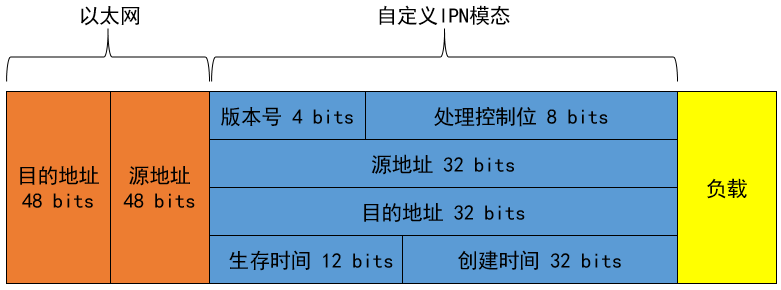 以太网
自定义IPN模态
目的地址
48 bits
源地址
48 bits
版本号 4 bits
处理控制位 8 bits
源地址 32 bits
目的地址 32 bits
生存时间 12 bits
创建时间 32 bits
负载